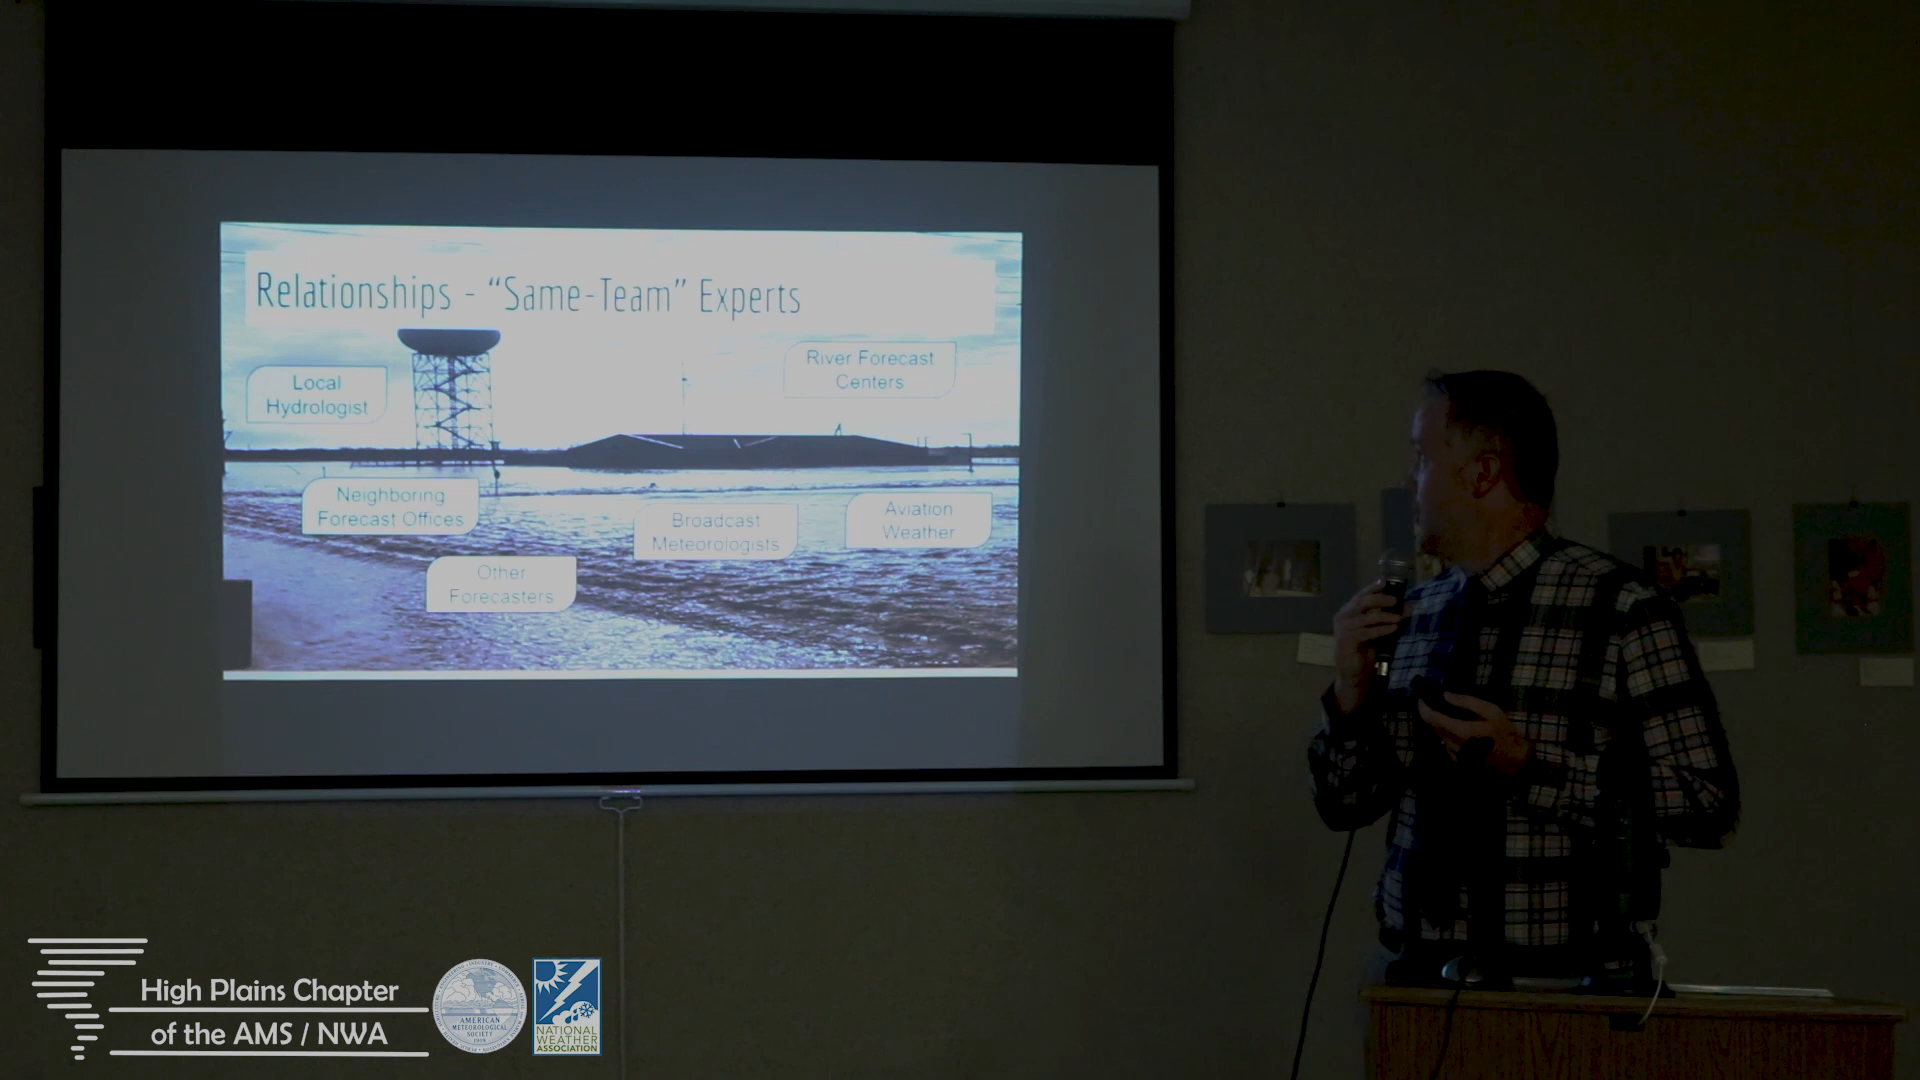 Relationships - “Same-Team” Experts
River Forecast
Centers
Local
Hydrologist
Neighboring
Forecast Offices
Broadcast
Meteorologists
Aviation
Weather
Other
Forecasters
High Plains Chapter
of the AMS / NWA
AMERICAN
METEOROLOGICAL
SOCIETY
NATIONAL
WEATHER
ASSOCIATION